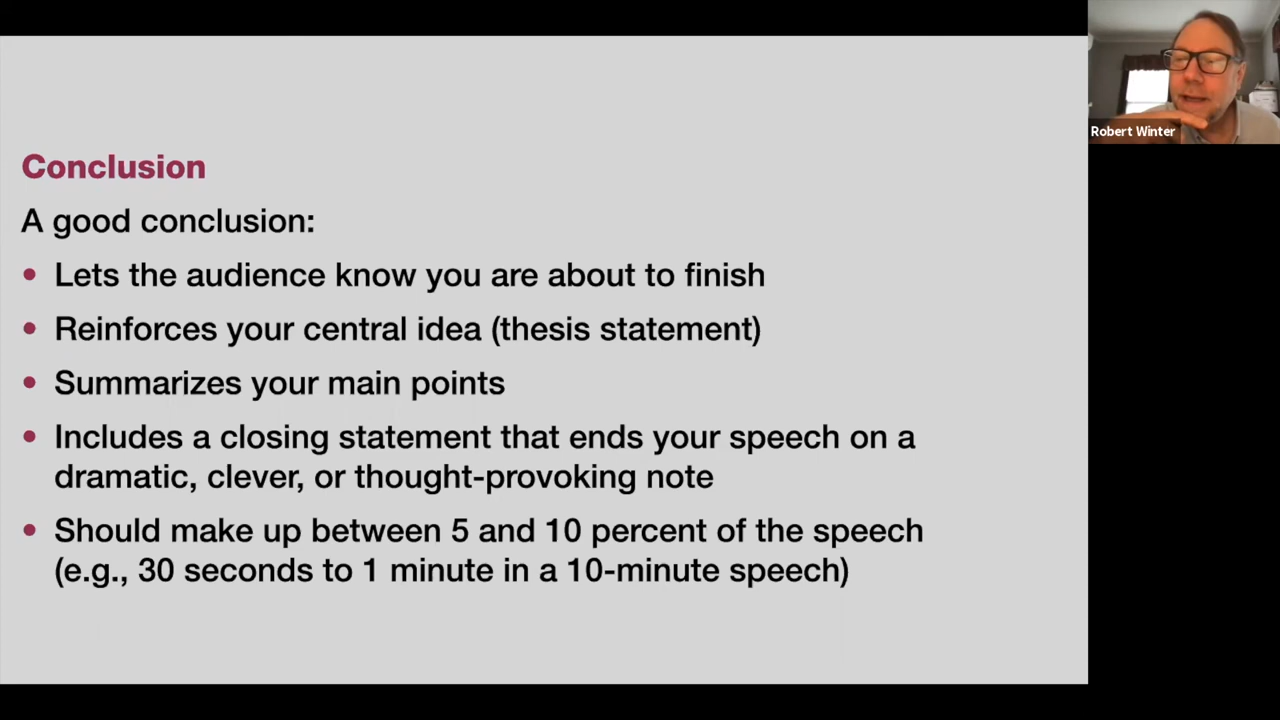 Conclusion
A good conclusion:
• Lets the audience know you are about to finish
• Reinforces your central idea (thesis statement)
• Summarizes your main points
• Includes a closing statement that ends your speech on a
dramatic, clever, or thought-provoking note
• Should make up between 5 and 10 percent of the speech
(e.g., 30 seconds to 1 minute in a 10-minute speech)
Robert Winter